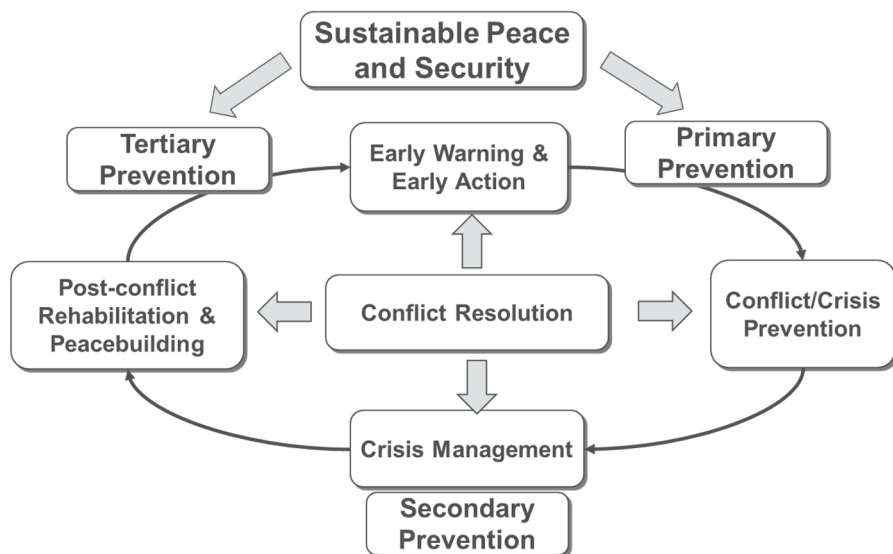 Sustainable Peace
and Security
Tertiary
Prevention
Early Warning &
Early Action
Primary
Prevention
Post-conflict
Rehabilitation &
Peacebuilding
Conflict Resolution
Conflict/Crisis
Prevention
Crisis Management
Secondary
Prevention